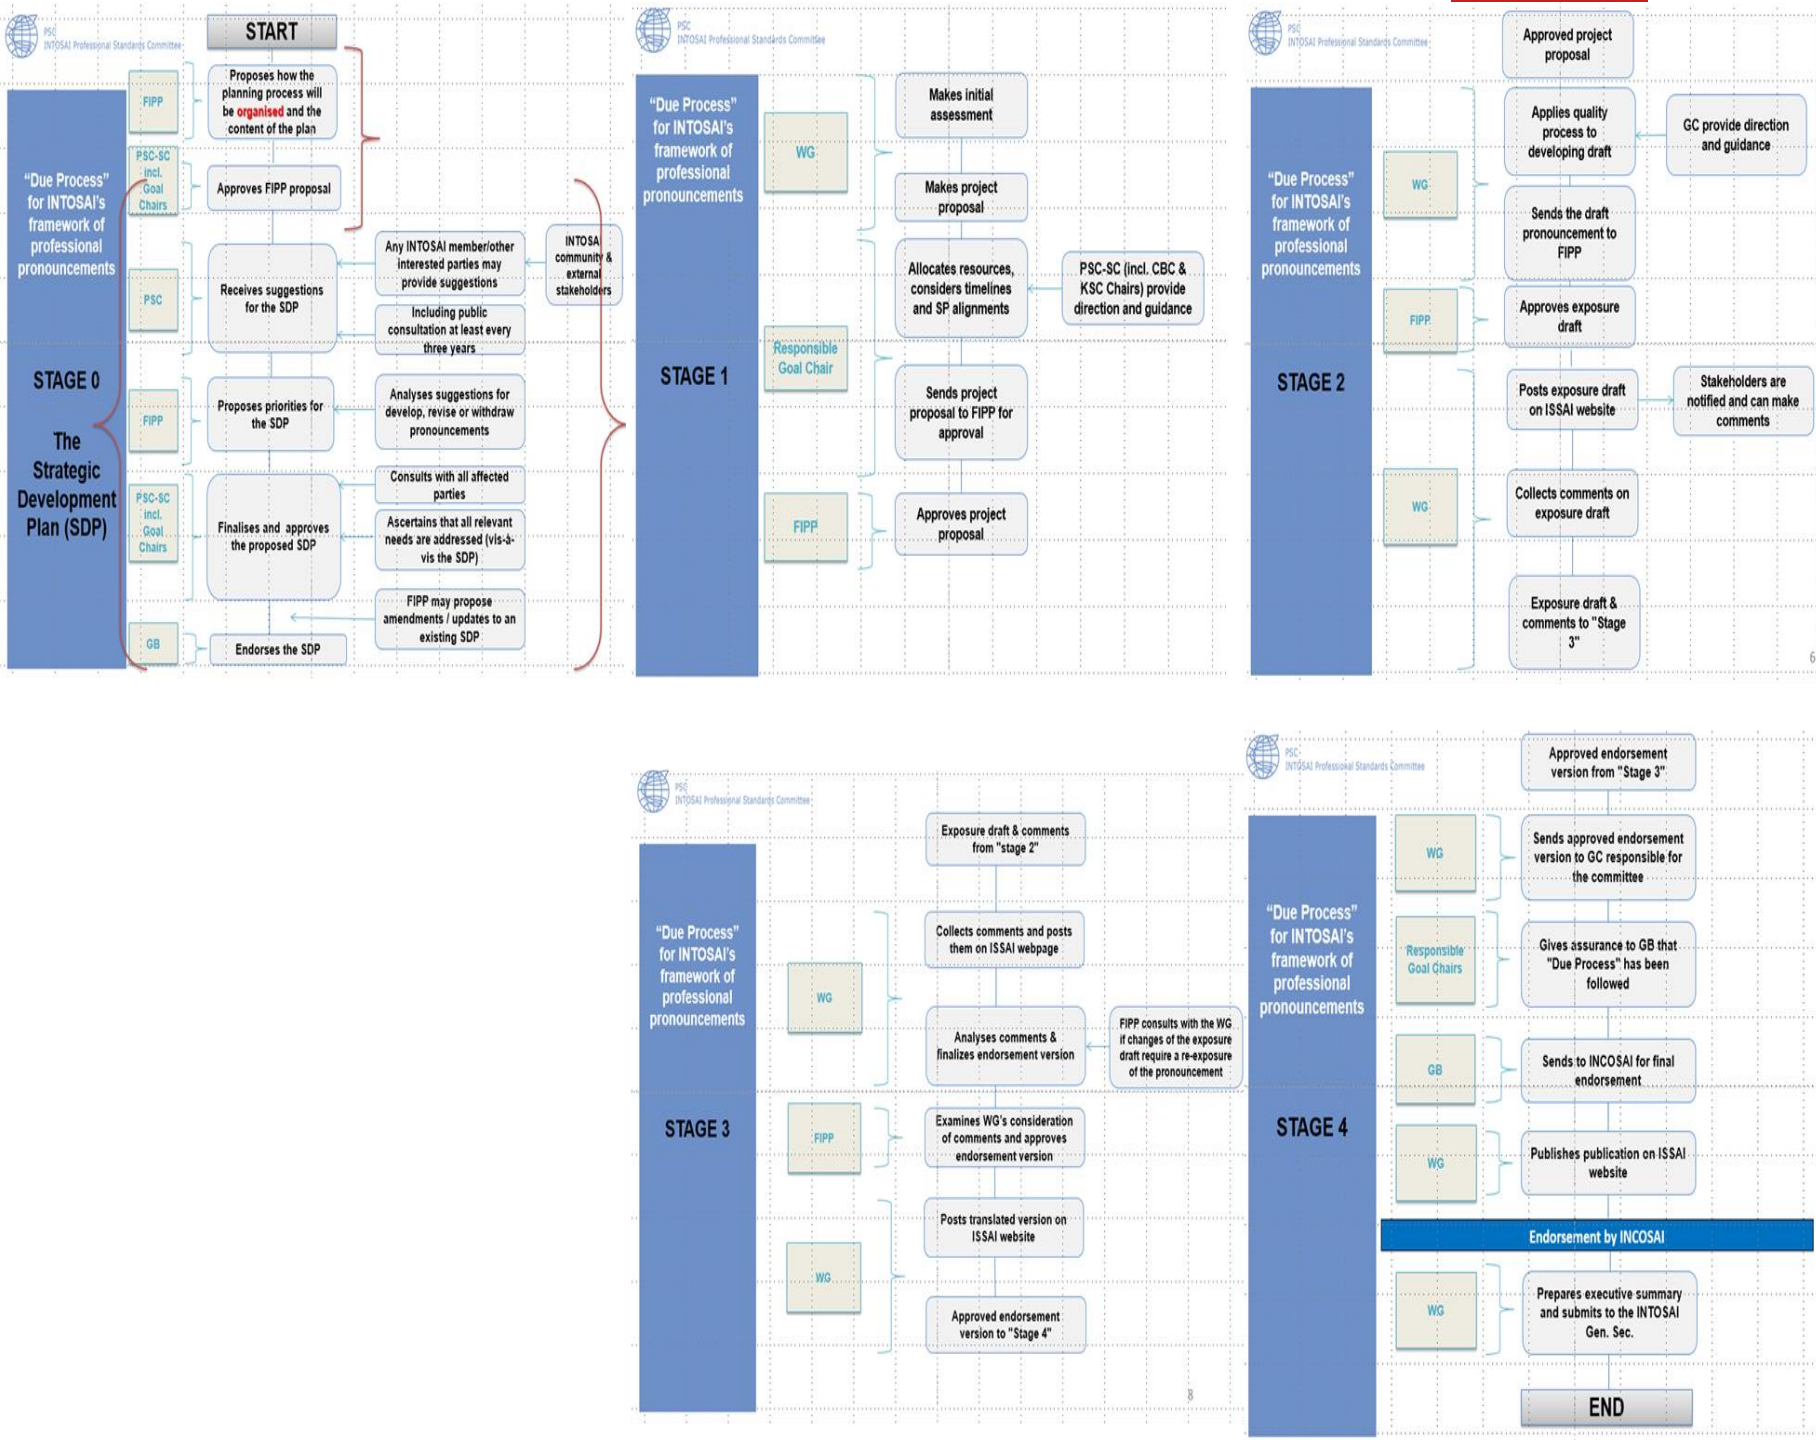 PSC
INTOSAI Professional Standards Committee
START
FIPP
Proposes how the
planning process will
be organised and the
content of the plan
PSC-SC
incl.
Goal
Chairs
Approves FIPP proposal
“Due Process”
for INTOSAI’s
framework of
professional
pronouncements
STAGE 0
The
Strategic
Development
Plan (SDP)
PSC
Receives suggestions
for the SDP
Any INTOSAI member/other
interested parties may
provide suggestions
INTOSAI
community &
external
stakeholders
Including public
consultation at least every
three years
FIPP
Proposes priorities for
the SDP
Analyses suggestions for
develop, revise or withdraw
pronouncements
PSC-SC
incl.
Goal
Chairs
Finalises and approves
the proposed SDP
Consults with all affected
parties
Ascertains that all relevant
needs are addressed (vis-á-
vis the SDP)
FIPP may propose
amendments / updates to an
existing SDP
GB
Endorses the SDP
PSC
INTOSAI Professional Standards Committee
“Due Process”
for INTOSAI’s
framework of
professional
pronouncements
STAGE 1
WG
Makes initial
assessment
Makes project
proposal
Responsible
Goal Chair
Allocates resources,
considers timelines
and SP alignments
PSC-SC (incl. CBC &
KSC Chairs) provide
direction and guidance
Sends project
proposal to FIPP for
approval
FIPP
Approves project
proposal
PSC
INTOSAI Professional Standards Committee
Approved project
proposal
“Due Process”
for INTOSAI’s
framework of
professional
pronouncements
STAGE 2
WG
Applies quality
process to
developing draft
GC provide direction
and guidance
Sends the draft
pronouncement to
FIPP
FIPP
Approves exposure
draft
WG
Posts exposure draft
on ISSAI website
Stakeholders are
notified and can make
comments
Collects comments on
exposure draft
Exposure draft &
comments to "Stage
3"
6
PSC
INTOSAI Professional Standards Committee
Exposure draft & comments
from "stage 2"
“Due Process”
for INTOSAI’s
framework of
professional
pronouncements
STAGE 3
WG
Collects comments and posts
them on ISSAI webpage
Analyses comments &
finalizes endorsement version
FIPP consults with the WG
if changes of the exposure
draft require a re-exposure
of the pronouncement
FIPP
Examines WG's consideration
of comments and approves
endorsement version
WG
Posts translated version on
ISSAI website
Approved endorsement
version to "Stage 4"
8
PSC
INTOSAI Professional Standards Committee
Approved endorsement
version from "Stage 3"
“Due Process”
for INTOSAI’s
framework of
professional
pronouncements
STAGE 4
WG
Sends approved endorsement
version to GC responsible for
the committee
Responsible
Goal Chairs
Gives assurance to GB that
"Due Process" has been
followed
GB
Sends to INCOSAI for final
endorsement
WG
Publishes publication on ISSAI
website
Endorsement by INCOSAI
WG
Prepares executive summary
and submits to the INTOSAI
Gen. Sec.
END